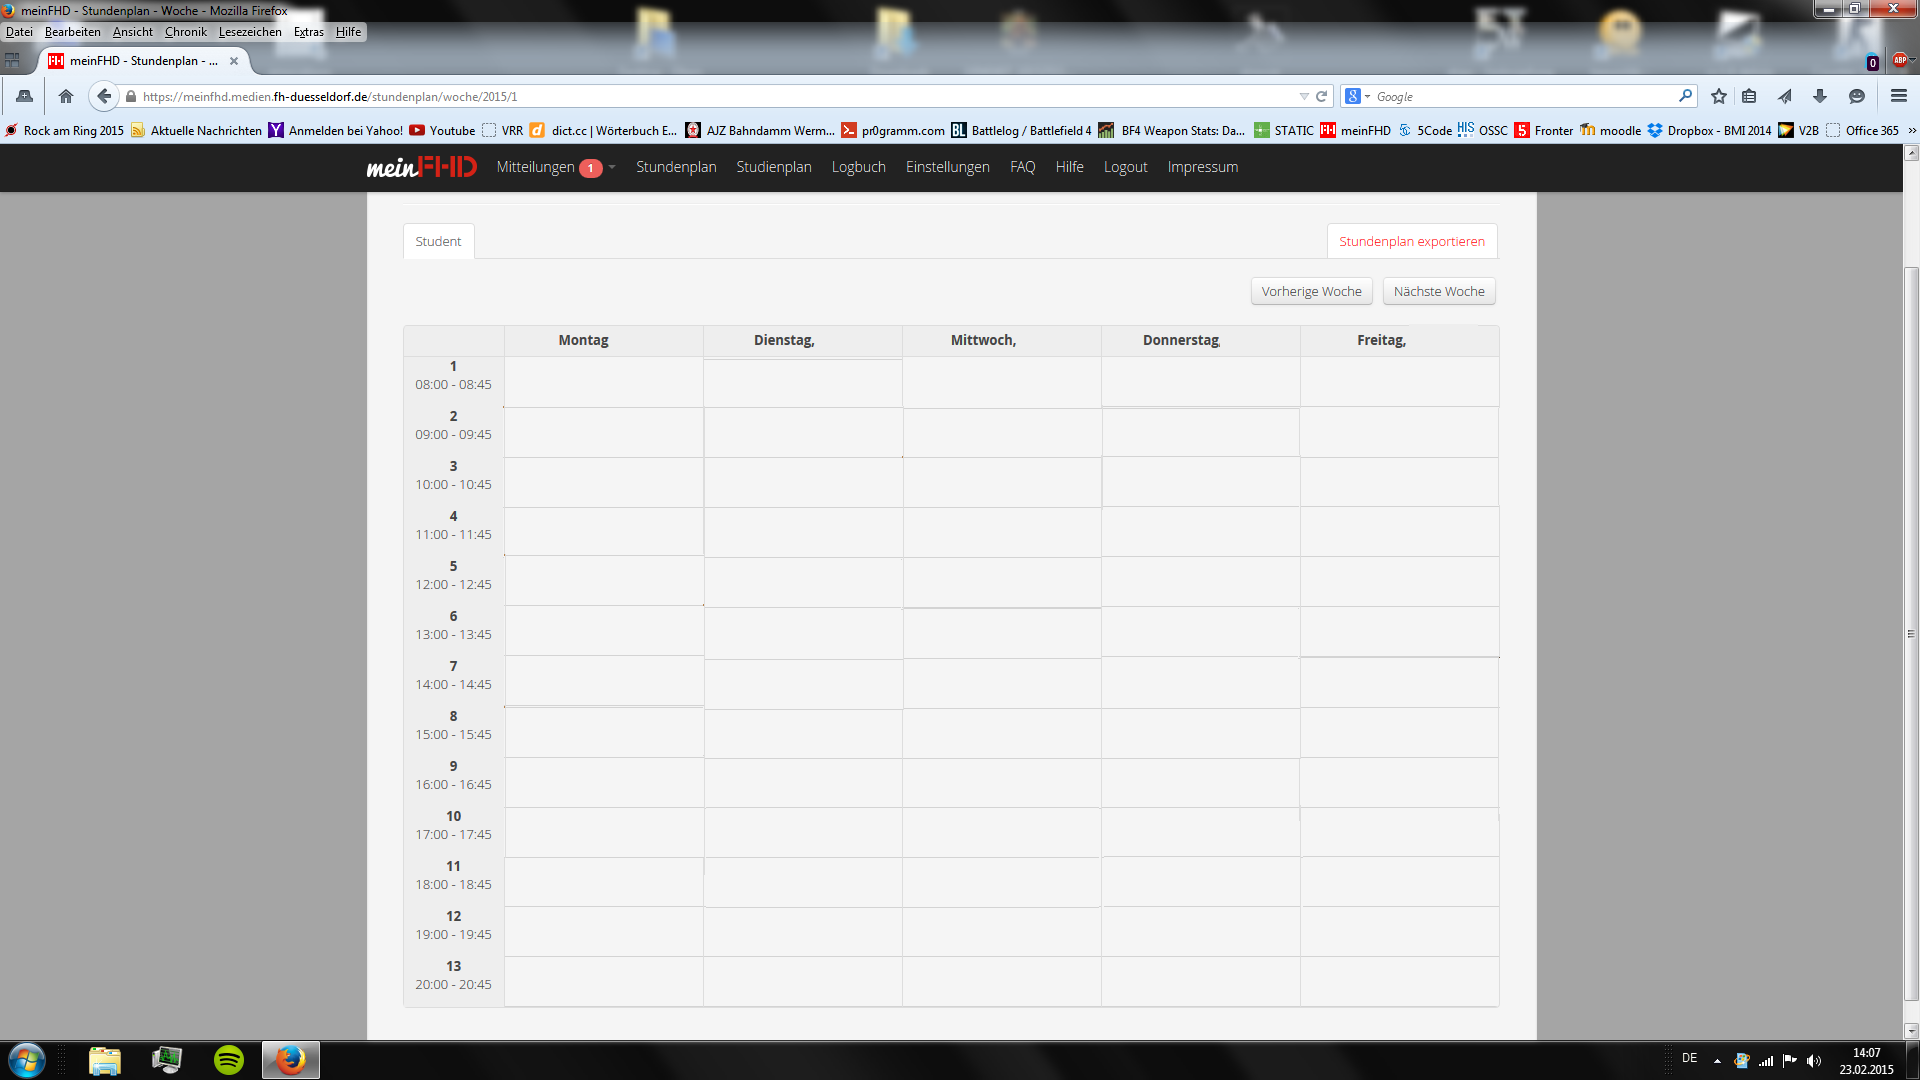 meinFHD - Stundenplan - Woche - Mozilla Firefox
Datei Bearbeiten Ansicht Chronik Lesezeichen Extras Hilfe
FH meinFHD - Stundenplan - ...
0 ABP
https://meinfhd.medien.fh-duesseldorf.de/stundenplan/woche/2015/1
8 Google
Rock am Ring 2015 Aktuelle Nachrichten Anmelden bei Yahoo! Youtube VRR dict.cc | Wörterbuch E... AJZ Bahndamm Werm... pr0gramm.com Battlelog / Battlefield 4 BF4 Weapon Stats: Da... STATIC meinFHD 5Code OSSC Fronter moodle Dropbox - BMI 2014 V2B Office 365 »
meinFHD Mitteilungen 1 Stundenplan Studienplan Logbuch Einstellungen FAQ Hilfe Logout Impressum
Student Stundenplan exportieren
Vorherige Woche Nächste Woche
Montag Dienstag, Mittwoch, Donnerstag, Freitag,
1
08:00 - 08:45
2
09:00 - 09:45
3
10:00 - 10:45
4
11:00 - 11:45
5
12:00 - 12:45
6
13:00 - 13:45
7
14:00 - 14:45
8
15:00 - 15:45
9
16:00 - 16:45
10
17:00 - 17:45
11
18:00 - 18:45
12
19:00 - 19:45
13
20:00 - 20:45
DE 14:07
23.02.2015